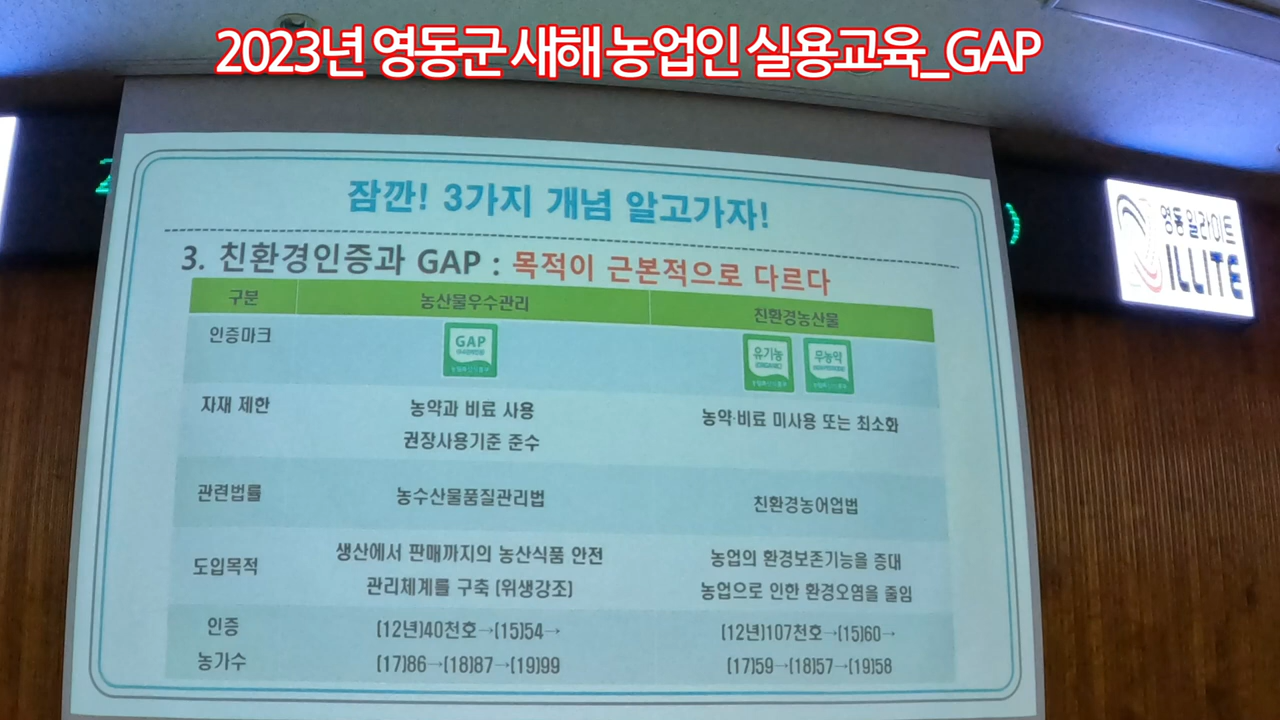 2023년 영동군 새해 농업인 실용교육_GAP
잠깐! 3가지 개념 알고가자!
3. 친환경인증과 GAP : 목적이 근본적으로 다르다
구분 농산물우수관리 친환경농산물
인증마크 GAP 유기농 무농약
자재 제한 농약과 비료 사용 농약·비료 미사용 또는 최소화
권장사용기준 준수
관련법률 농수산물품질관리법 친환경농어업법
도입목적 생산에서 판매까지의 농산식품 안전 농업의 환경보존기능을 증대
관리체계를 구축 (위생강조) 농업으로 인한 환경오염을 줄임
인증 (12년)40천호→(15)54→ (12년)107천호→(15)60→
농가수 (17)86→(18)87→(19)99 (17)59→(18)57→(19)58
영동일라이트
ILLITE